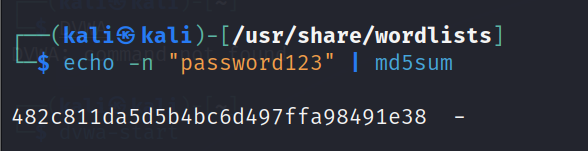 ┌──(kali㉿kali)-[/usr/share/wordlists]
└─$ echo -n "password123" | md5sum
482c811da5d5b4bc6d497ffa98491e38  -